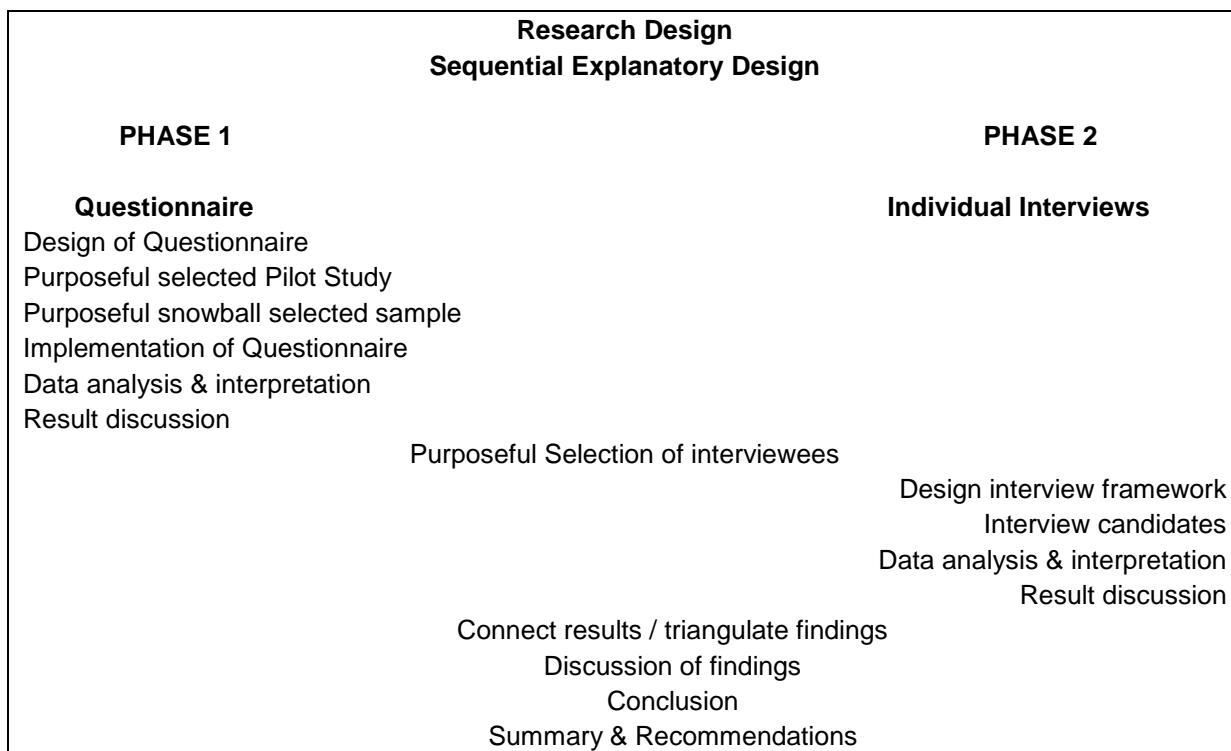 Research Design
Sequential Explanatory Design
PHASE 1 PHASE 2
Questionnaire Individual Interviews
Design of Questionnaire
Purposeful selected Pilot Study
Purposeful snowball selected sample
Implementation of Questionnaire
Data analysis & interpretation
Result discussion
Purposeful Selection of interviewees
Design interview framework
Interview candidates
Data analysis & interpretation
Result discussion
Connect results / triangulate findings
Discussion of findings
Conclusion
Summary & Recommendations